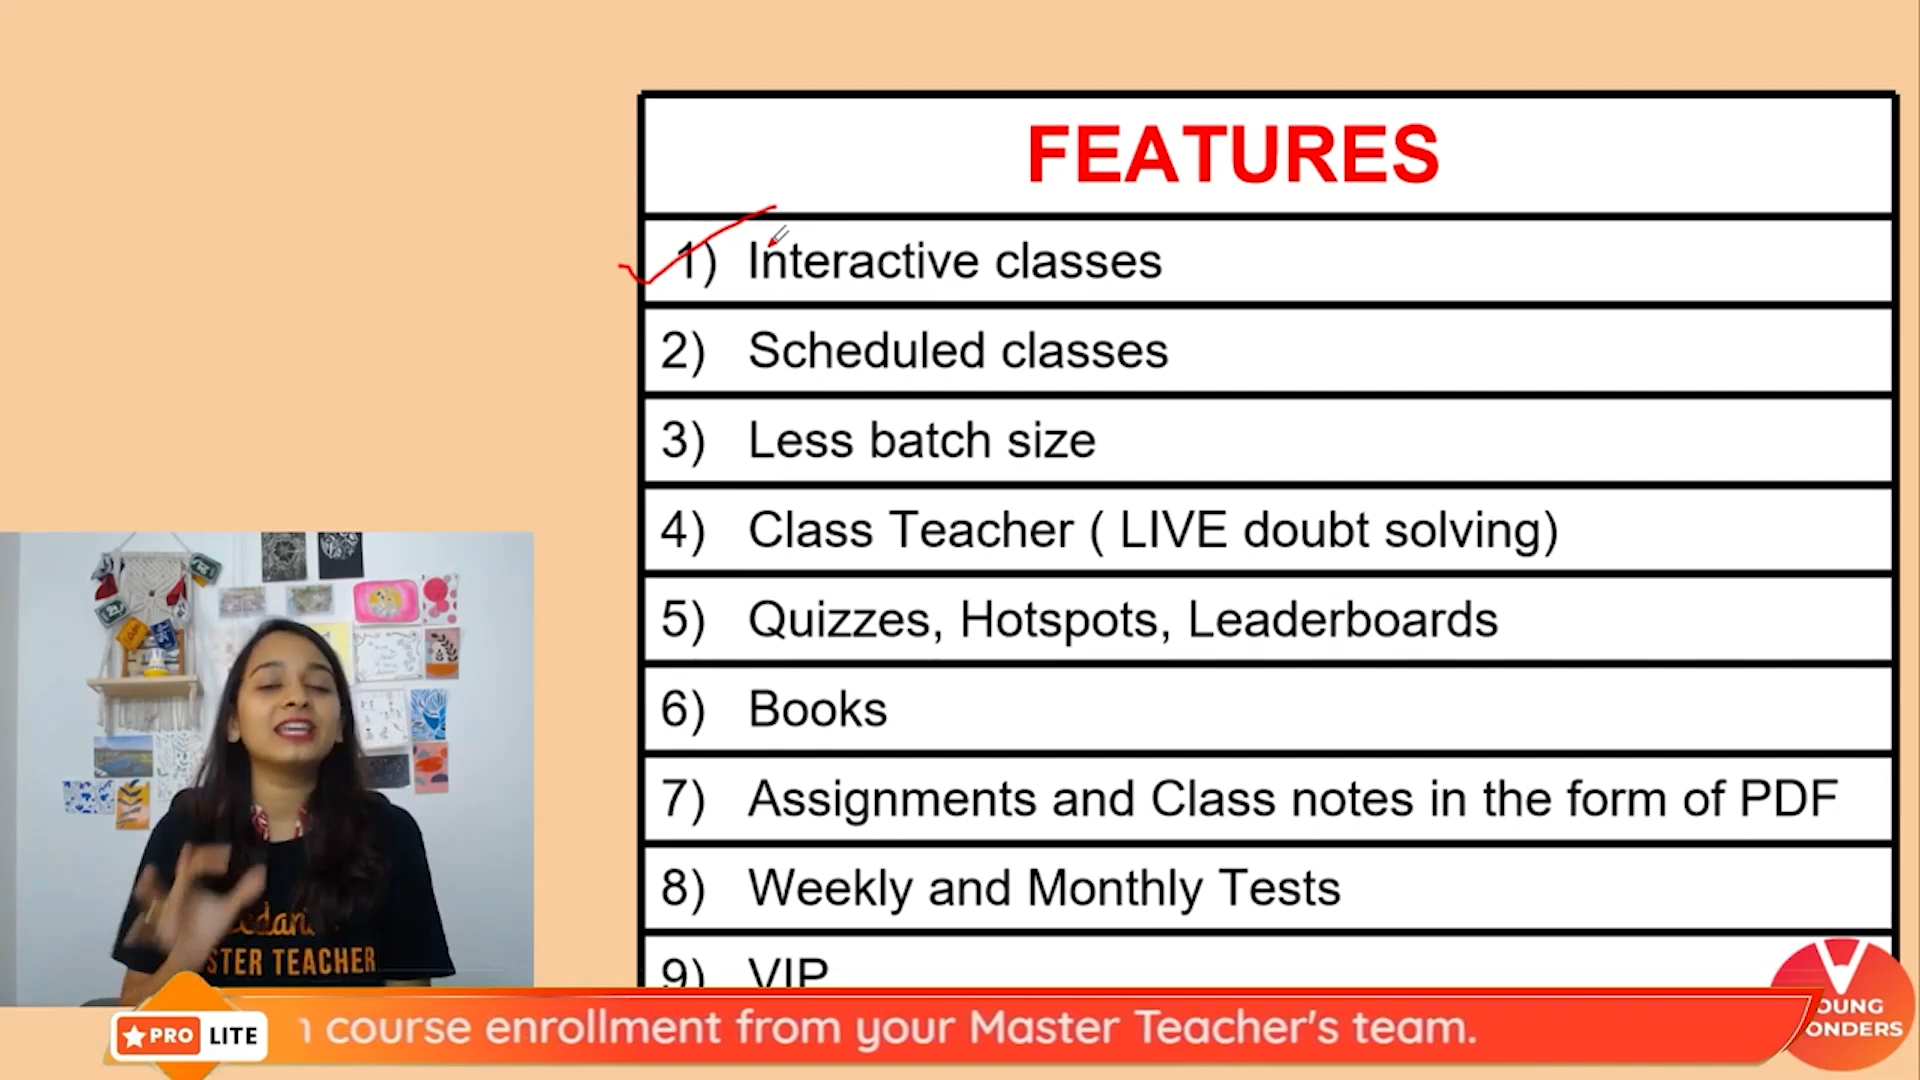 FEATURES
1) Interactive classes
2) Scheduled classes
3) Less batch size
4) Class Teacher ( LIVE doubt solving)
5) Quizzes, Hotspots, Leaderboards
6) Books
7) Assignments and Class notes in the form of PDF
8) Weekly and Monthly Tests
9) VIP
STER TEACHER
PRO LITE
course enrollment from your Master Teacher's team.
OUNG
ONDERS